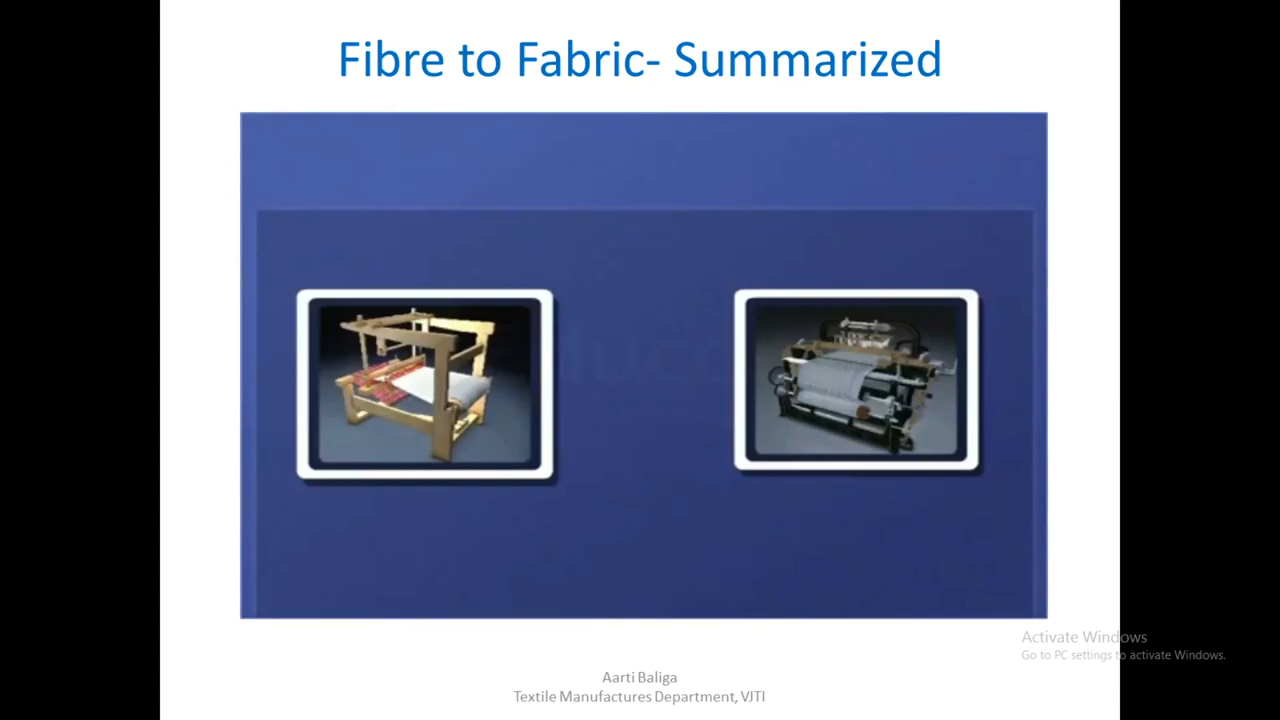 Fibre to Fabric- Summarized
Activate Windows
Go to PC settings to activate Windows.
Aarti Baliga
Textile Manufactures Department, VJTI